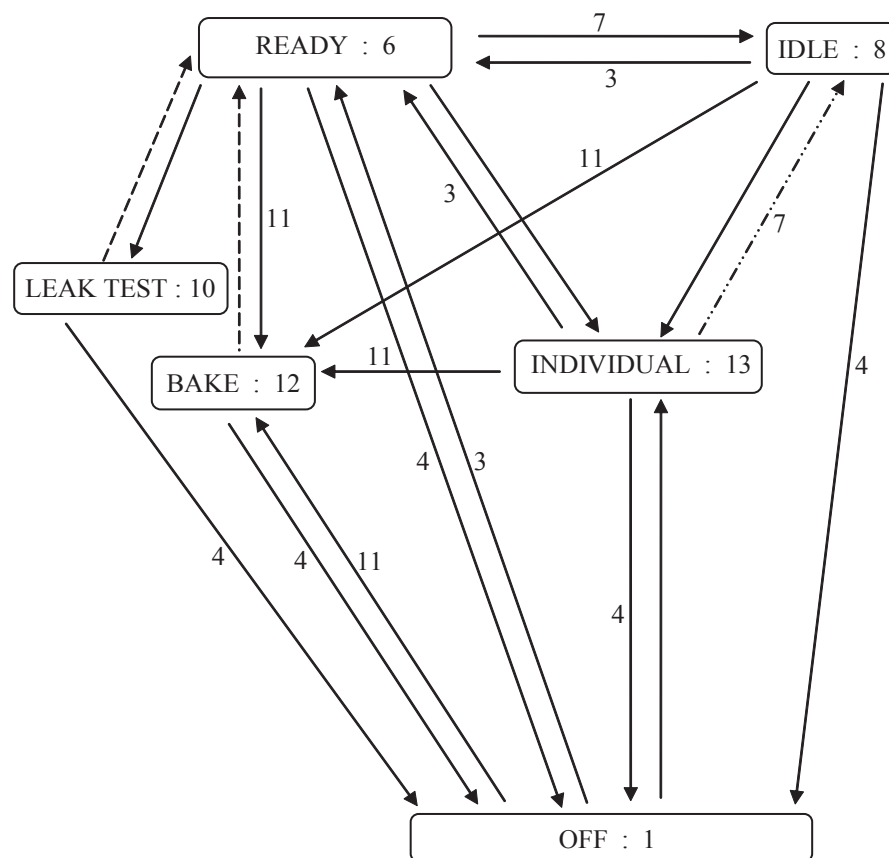 7
READY : 6
IDLE : 8
3
11
3
11
7
LEAK TEST : 10
11
INDIVIDUAL : 13
4
BAKE : 12
4
3
4
4
11
4
OFF : 1